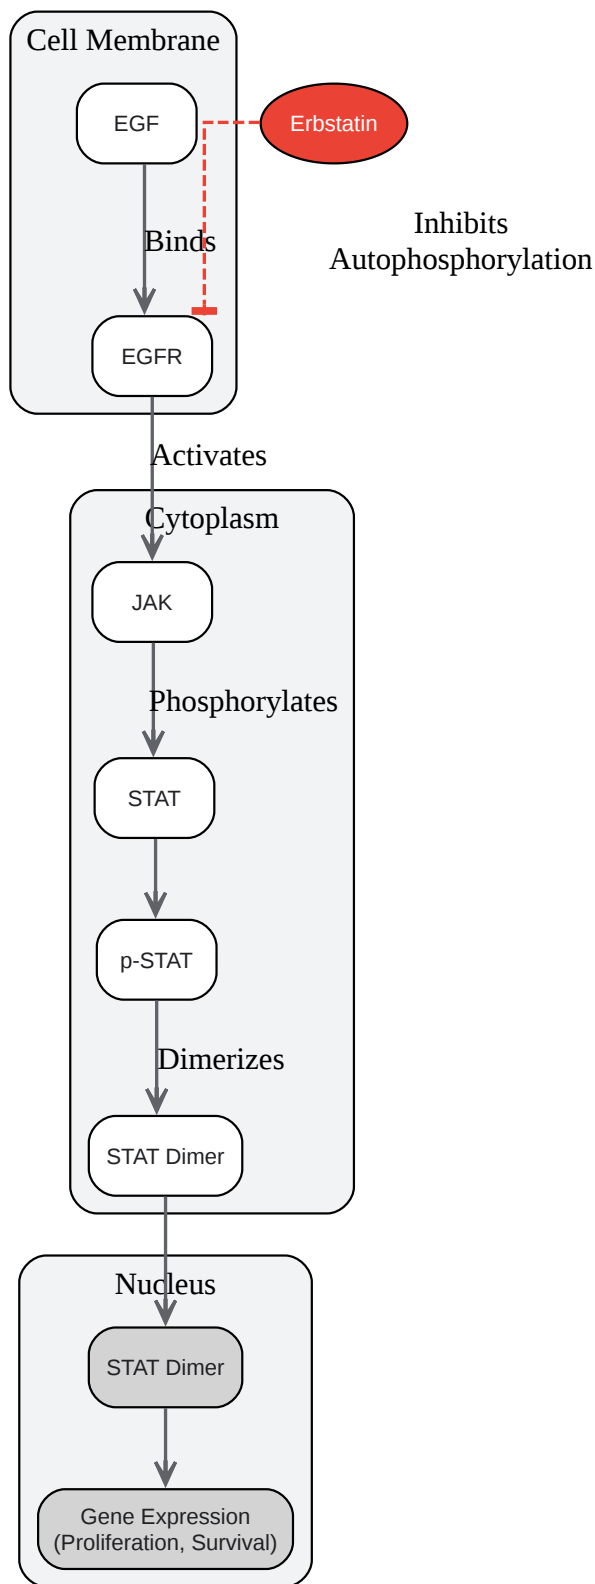 Cell Membrane
EGF
Erbstatin
Binds
Inhibits
Autophosphorylation
EGFR
Activates
Cytoplasm
JAK
Phosphorylates
STAT
p-STAT
Dimerizes
STAT Dimer
Nucleus
STAT Dimer
Gene Expression
(Proliferation, Survival)